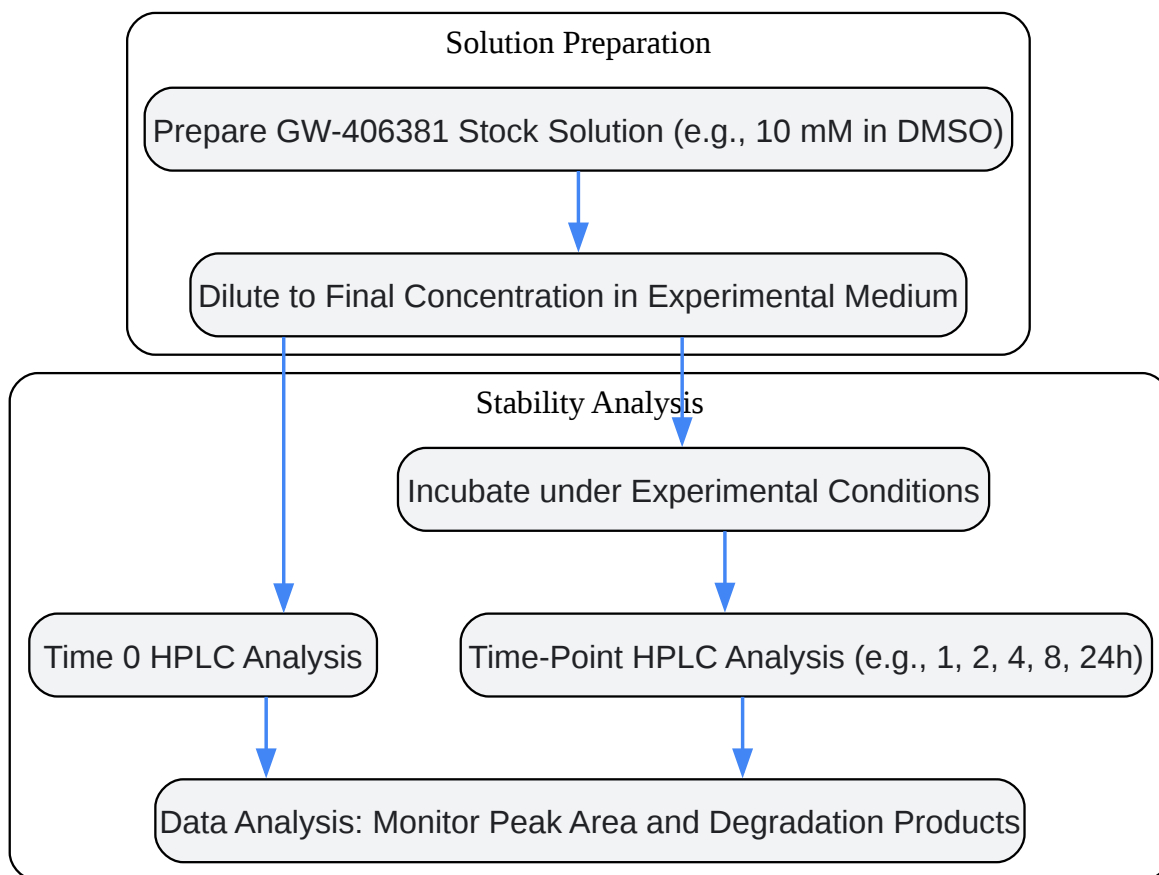 Solution Preparation
Prepare GW-406381 Stock Solution (e.g., 10 mM in DMSO)
Dilute to Final Concentration in Experimental Medium
Stability Analysis
Incubate under Experimental Conditions
Time 0 HPLC Analysis
Time-Point HPLC Analysis (e.g., 1, 2, 4, 8, 24h)
Data Analysis: Monitor Peak Area and Degradation Products